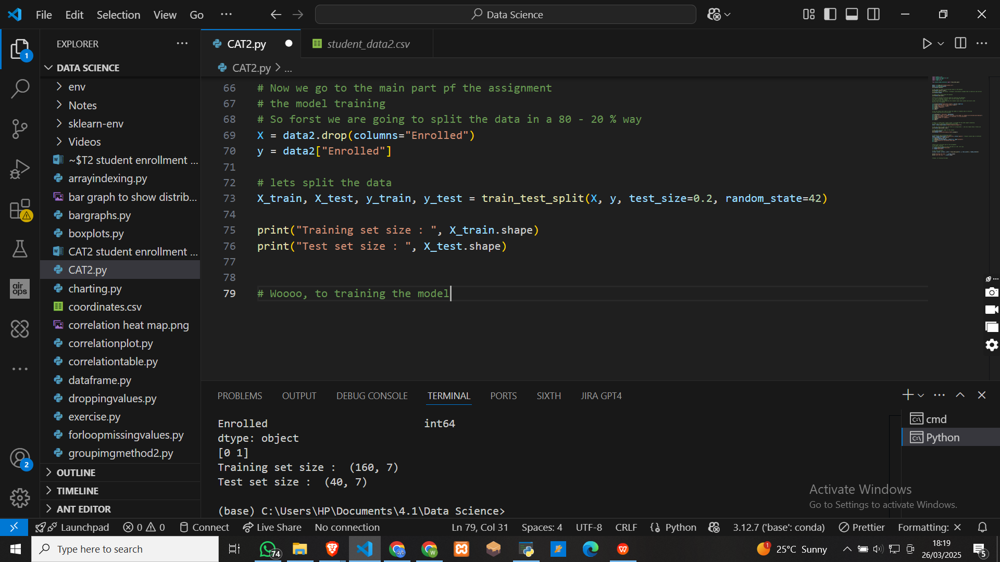 File Edit Selection View Go ···
Data Science
EXPLORER
DATA SCIENCE
env
Notes
sklearn-env
Videos
~$T2 student enrollment ...
arrayindexing.py
bar graph to show distrib...
bargraphs.py
boxplots.py
CAT2 student enrollment ...
CAT2.py
charting.py
coordinates.csv
correlation heat map.png
correlationplot.py
correlationtable.py
dataframe.py
droppingvalues.py
exercise.py
forloopmissingvalues.py
groupimgmethod2.py
OUTLINE
TIMELINE
ANT EDITOR
1
air ops
2
CAT2.py
student_data2.csv
CAT2.py > ...
66 # Now we go to the main part pf the assignment
67 # the model training
68 # So forst we are going to split the data in a 80 - 20 % way
69 X = data2.drop(columns="Enrolled")
70 y = data2["Enrolled"]
71
72 # lets split the data
73 X_train, X_test, y_train, y_test = train_test_split(X, y, test_size=0.2, random_state=42)
74
75 print("Training set size : ", X_train.shape)
76 print("Test set size : ", X_test.shape)
77
78
79 # Woooo, to training the model
PROBLEMS OUTPUT DEBUG CONSOLE TERMINAL PORTS SIXTH JIRA GPT4
Enrolled int64
dtype: object
[0 1]
Training set size :  (160, 7)
Test set size :  (40, 7)
(base) C:\Users\HP\Documents\4.1\Data Science>
cmd
Python
Activate Windows
Go to Settings to activate Windows.
Launchpad 0 0 Connect Live Share No connection Ln 79, Col 31 Spaces: 4 UTF-8 CRLF {} Python 3.12.7 ('base': conda) Prettier Formatting: ×
Type here to search
74
1
25°C Sunny
18:19
26/03/2025
5